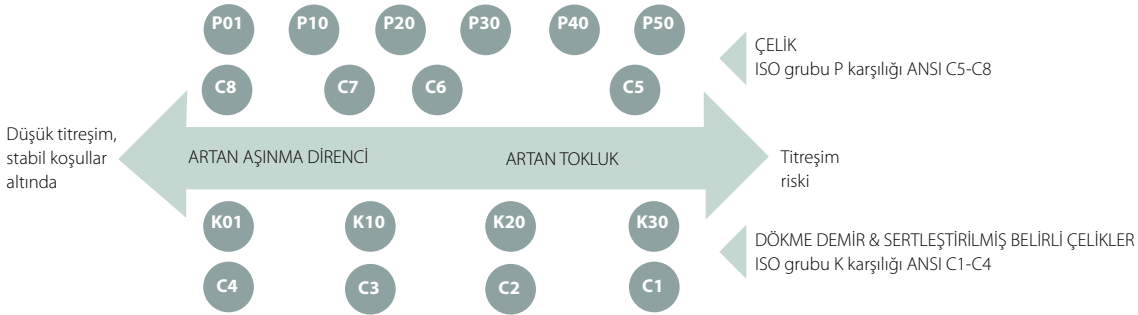 P01 P10 P20 P30 P40 P50
ÇELİK
ISO grubu P karşılığı ANSI C5-C8
C8 C7 C6 C5
Düşük titreşim,
stabil koşullar
altında
ARTAN AŞINMA DİRENCİ ARTAN TOKLUK
Titreşim
riski
K01 K10 K20 K30
DÖKME DEMİR & SERTLEŞTİRİLMİŞ BELİRLİ ÇELİKLER
ISO grubu K karşılığı ANSI C1-C4
C4 C3 C2 C1